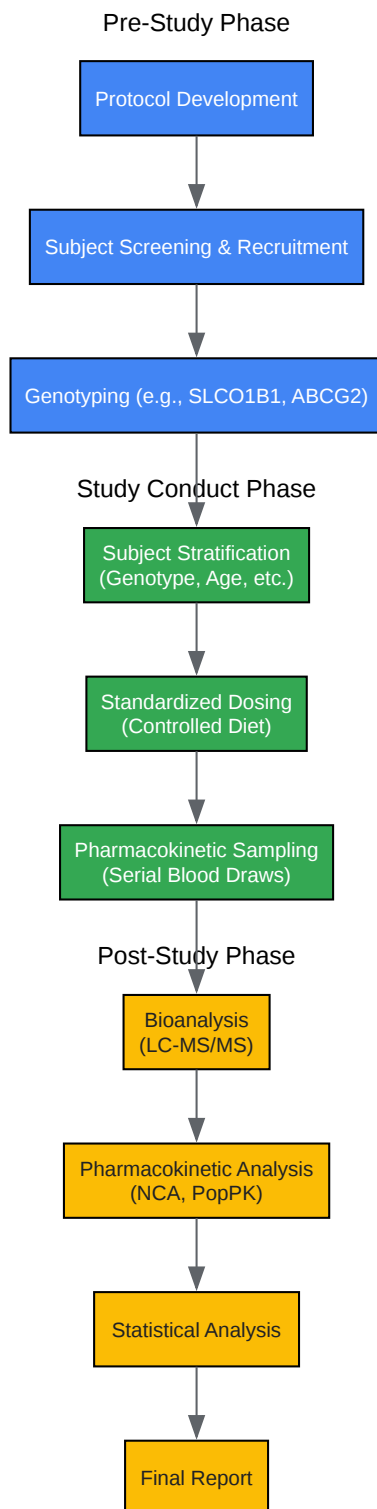 Pre-Study Phase
Protocol Development
Subject Screening & Recruitment
Genotyping (e.g., SLCO1B1, ABCG2)
Study Conduct Phase
Subject Stratification
(Genotype, Age, etc.)
Standardized Dosing
(Controlled Diet)
Pharmacokinetic Sampling
(Serial Blood Draws)
Post-Study Phase
Bioanalysis
(LC-MS/MS)
Pharmacokinetic Analysis
(NCA, PopPK)
Statistical Analysis
Final Report